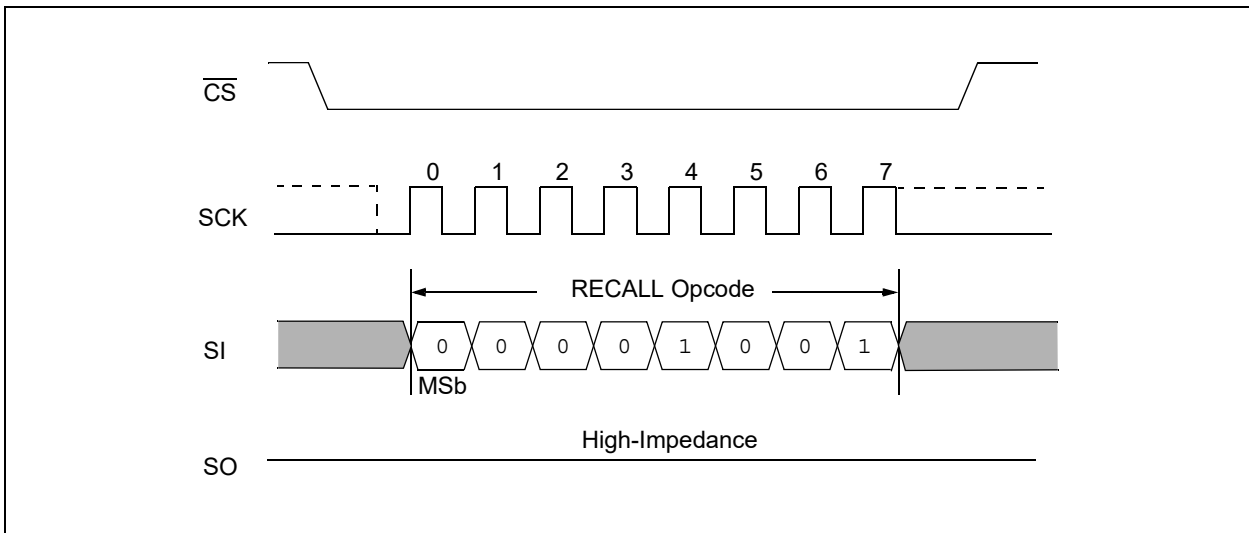 CS
0 1 2 3 4 5 6 7
SCK
RECALL Opcode
SI 0 0 0 0 1 0 0 1
MSb
High-Impedance
SO